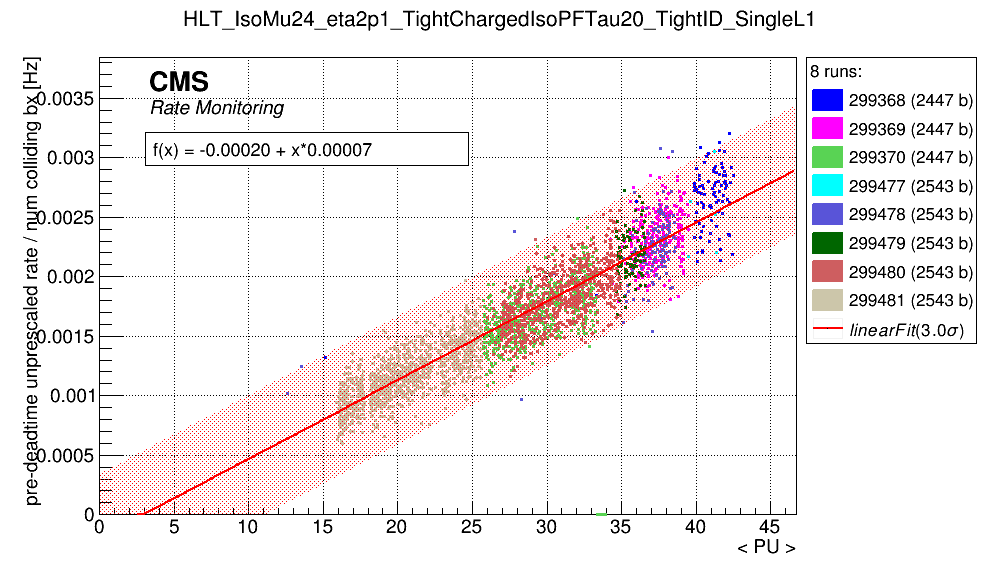 HLT_IsoMu24_eta2p1_TightChargedIsoPFTau20_TightID_SingleL1
pre-deadtime unprescaled rate / num colliding bx [Hz]
CMS
Rate Monitoring
f(x) = -0.00020 + x*0.00007
0.0035
0.003
0.0025
0.002
0.0015
0.001
0.0005
0
0 5 10 15 20 25 30 35 40 45
< PU >
8 runs:
299368 (2447 b)
299369 (2447 b)
299370 (2447 b)
299477 (2543 b)
299478 (2543 b)
299479 (2543 b)
299480 (2543 b)
299481 (2543 b)
linearFit(3.0σ)